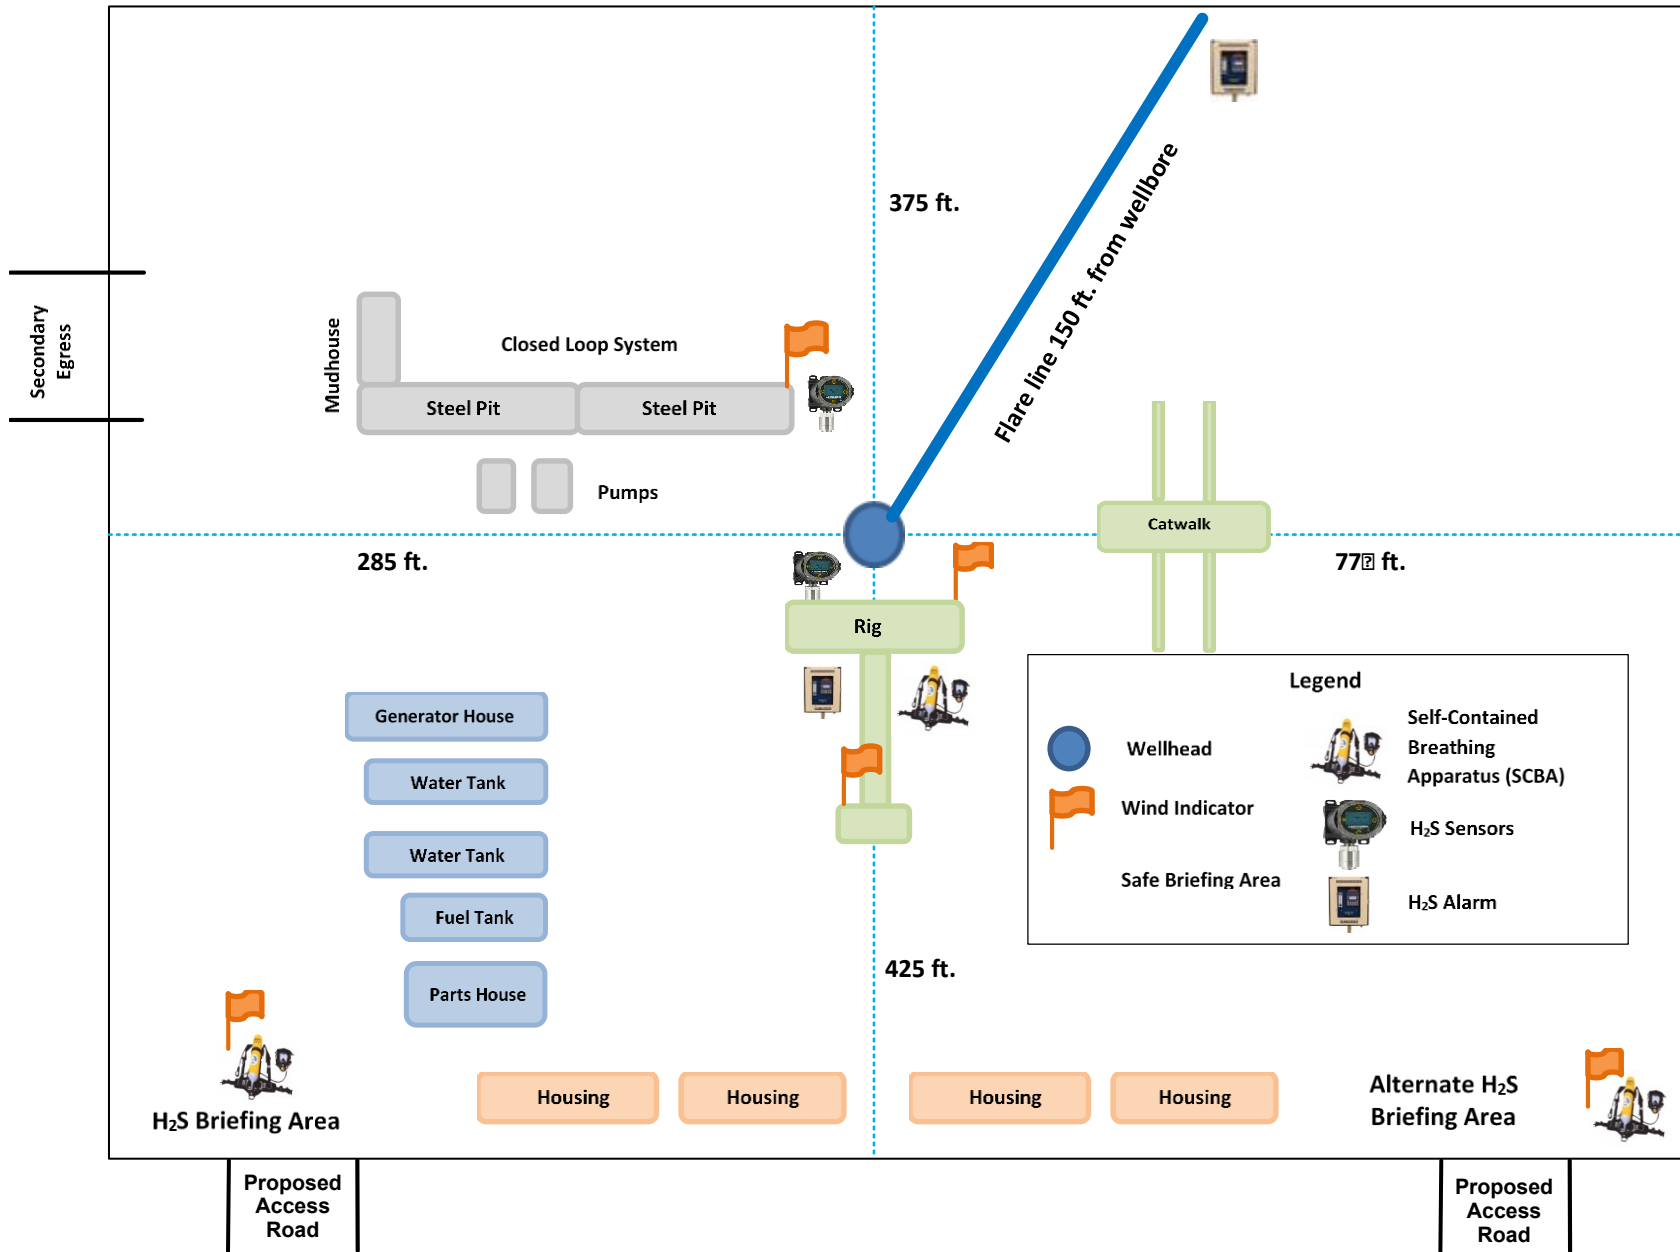 375 ft.
Flare line 150 ft. from wellbore
Secondary
Egress
Mudhouse
Closed Loop System
Steel Pit
Steel Pit
Pumps
Catwalk
285 ft.
ft.
Rig
Legend
Wellhead
Wind Indicator
Safe Briefing Area
Self-Contained
Breathing
Apparatus (SCBA)
H₂S Sensors
H₂S Alarm
Generator House
Water Tank
Water Tank
Fuel Tank
Parts House
425 ft.
H₂S Briefing Area
Housing
Housing
Housing
Housing
Alternate H₂S
Briefing Area
Proposed
Access
Road
Proposed
Access
Road